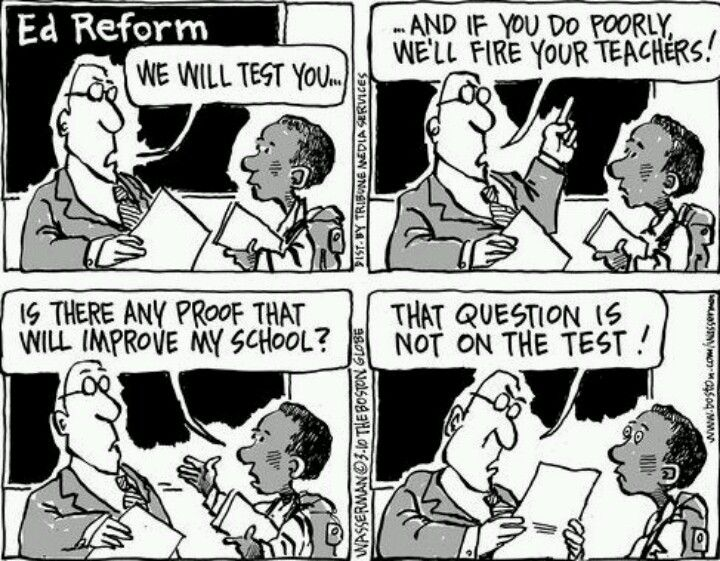 Ed Reform
WE WILL TEST YOU...
...AND IF YOU DO POORLY,
WE'LL FIRE YOUR TEACHERS!
DIST. BY TRIBUNE MEDIA SERVICES
IS THERE ANY PROOF THAT
WILL IMPROVE MY SCHOOL?
THAT QUESTION IS
NOT ON THE TEST!
WASSERMAN © 3.10 THE BOSTON GLOBE
www.boston.com/wasserman